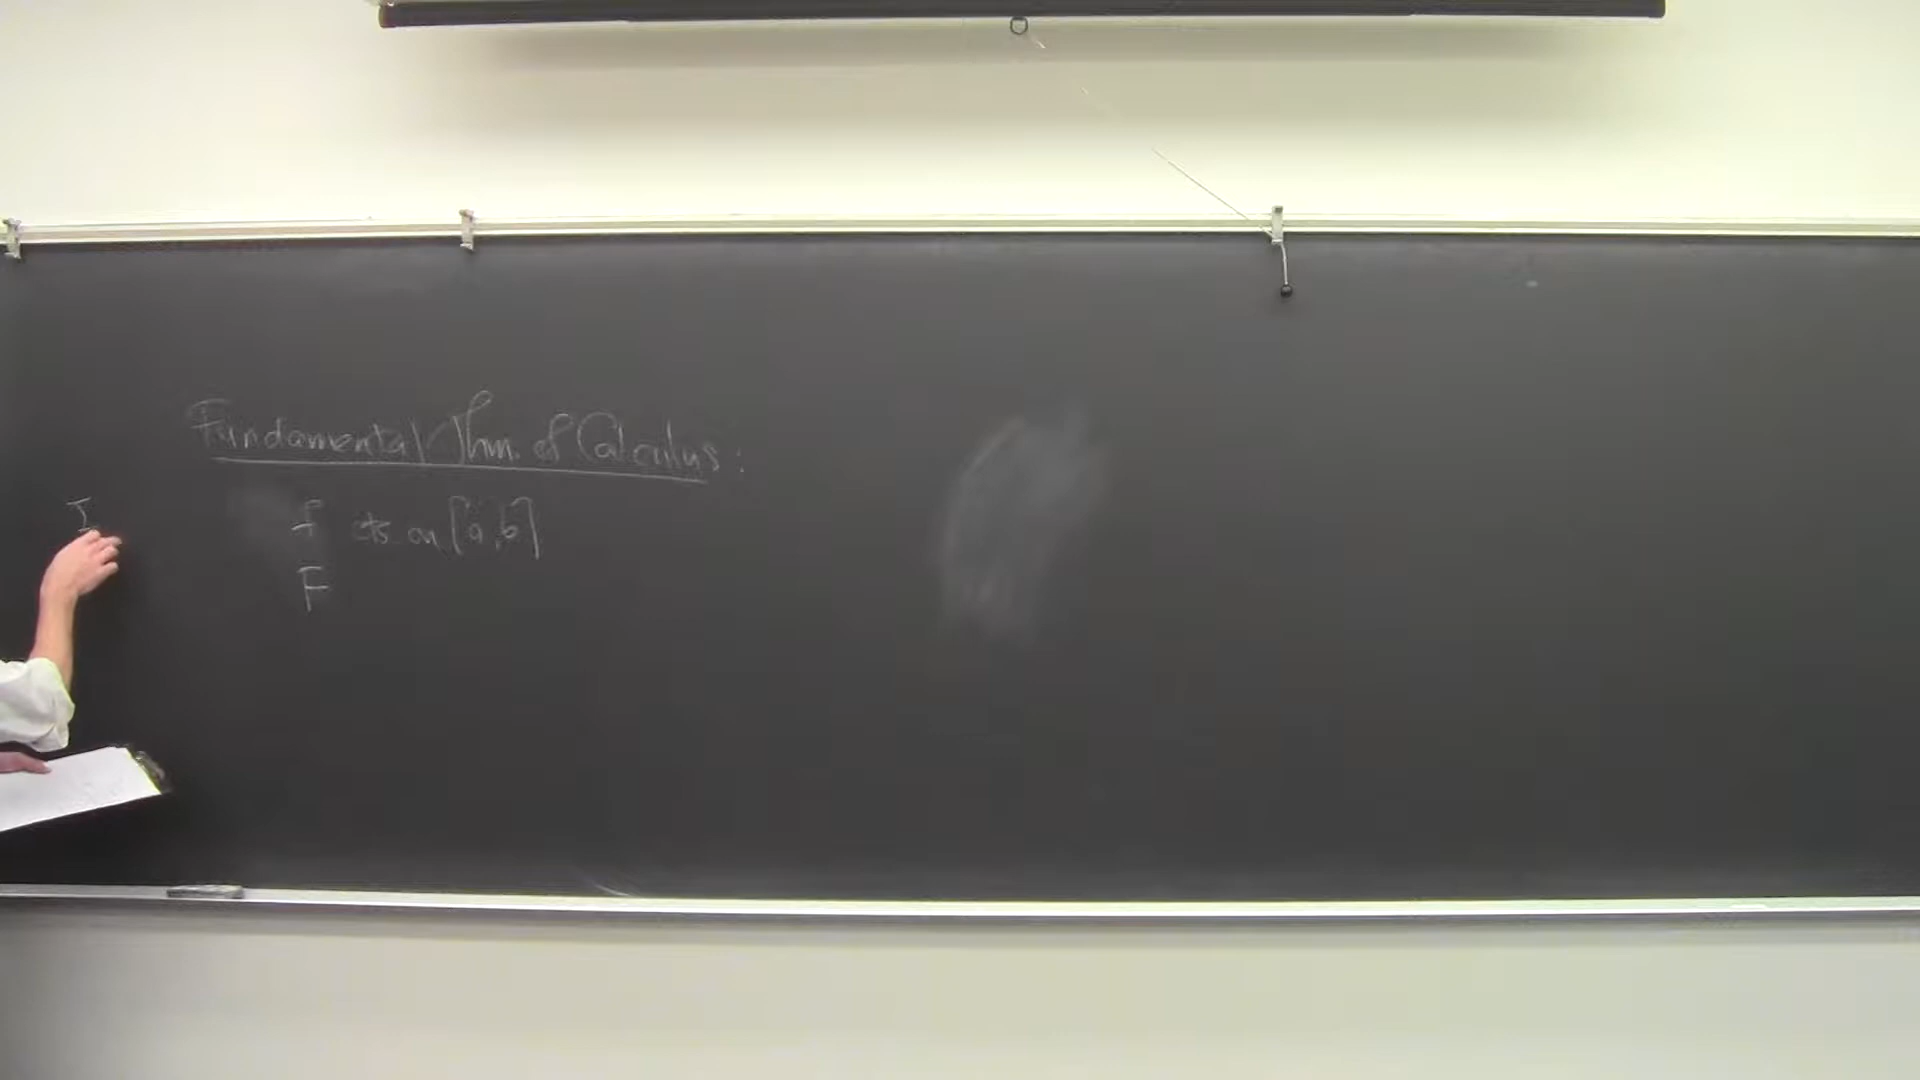 Fundamental Thm. of Calculus:
I
f cts on [a,b]
F